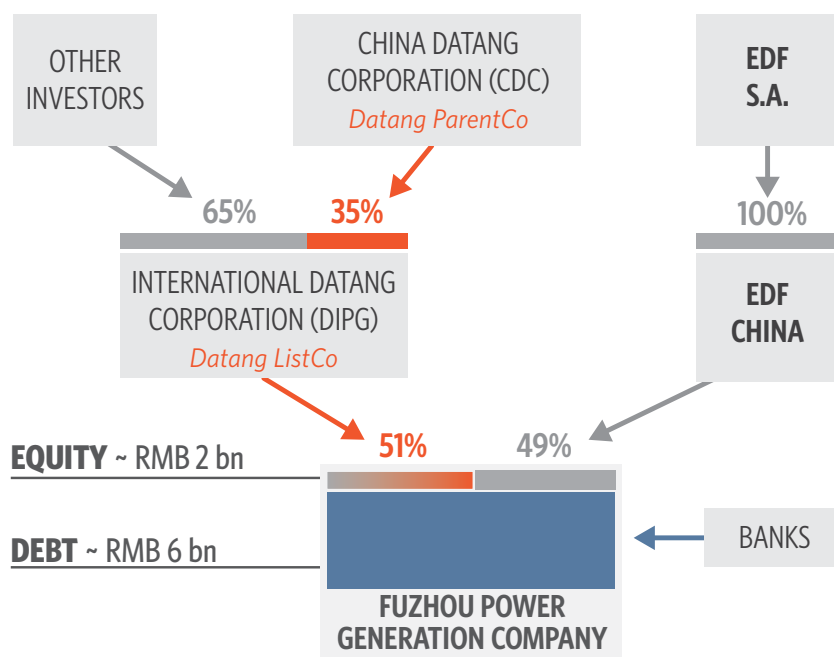 OTHER
INVESTORS
CHINA DATANG
CORPORATION (CDC)
Datang ParentCo
EDF
S.A.
65%
35%
100%
INTERNATIONAL DATANG
CORPORATION (DIPG)
Datang ListCo
EDF
CHINA
51%
49%
EQUITY ~ RMB 2 bn
DEBT ~ RMB 6 bn
BANKS
FUZHOU POWER
GENERATION COMPANY